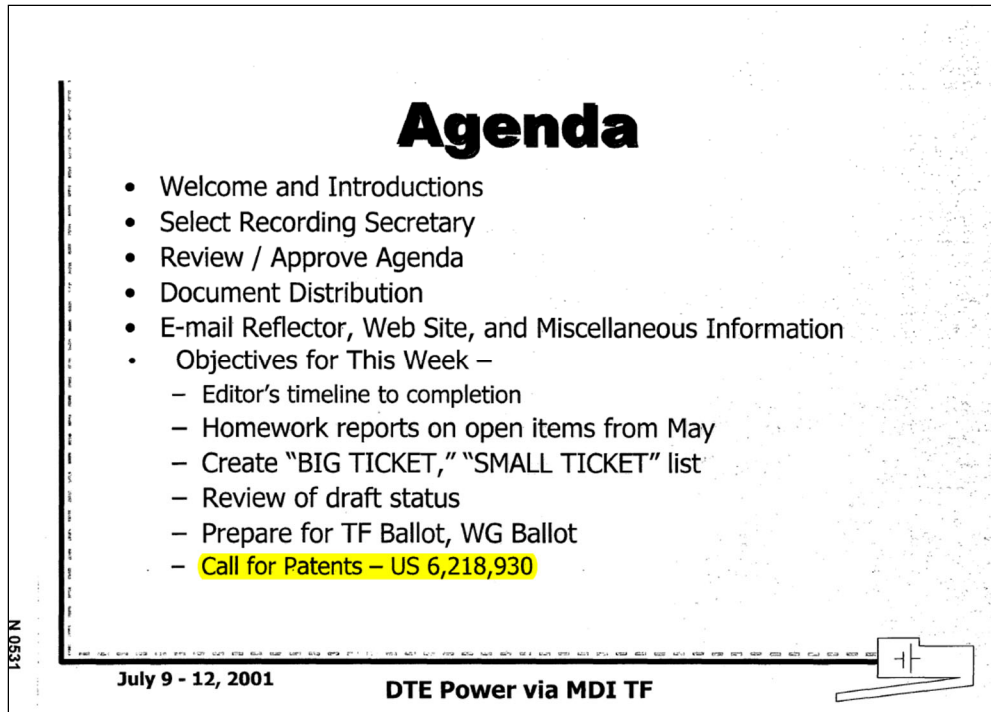 Agenda
• Welcome and Introductions
• Select Recording Secretary
• Review / Approve Agenda
• Document Distribution
• E-mail Reflector, Web Site, and Miscellaneous Information
• Objectives for This Week –
– Editor's timeline to completion
– Homework reports on open items from May
– Create “BIG TICKET,” “SMALL TICKET” list
– Review of draft status
– Prepare for TF Ballot, WG Ballot
– Call for Patents – US 6,218,930
N 0531
July 9 - 12, 2001
DTE Power via MDI TF